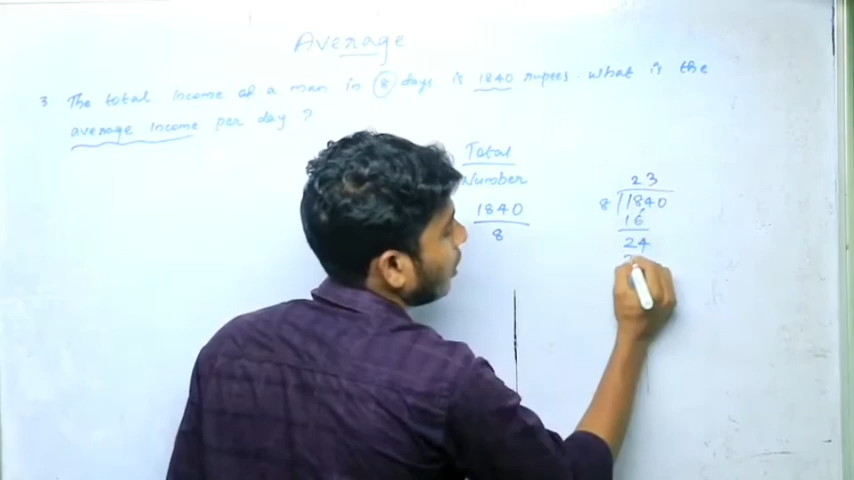 Average
3 The total income of a man in 8 days is 1840 rupees. what is the
average income per day ?
Total
Number
1840
8
23
8 1840
16
24